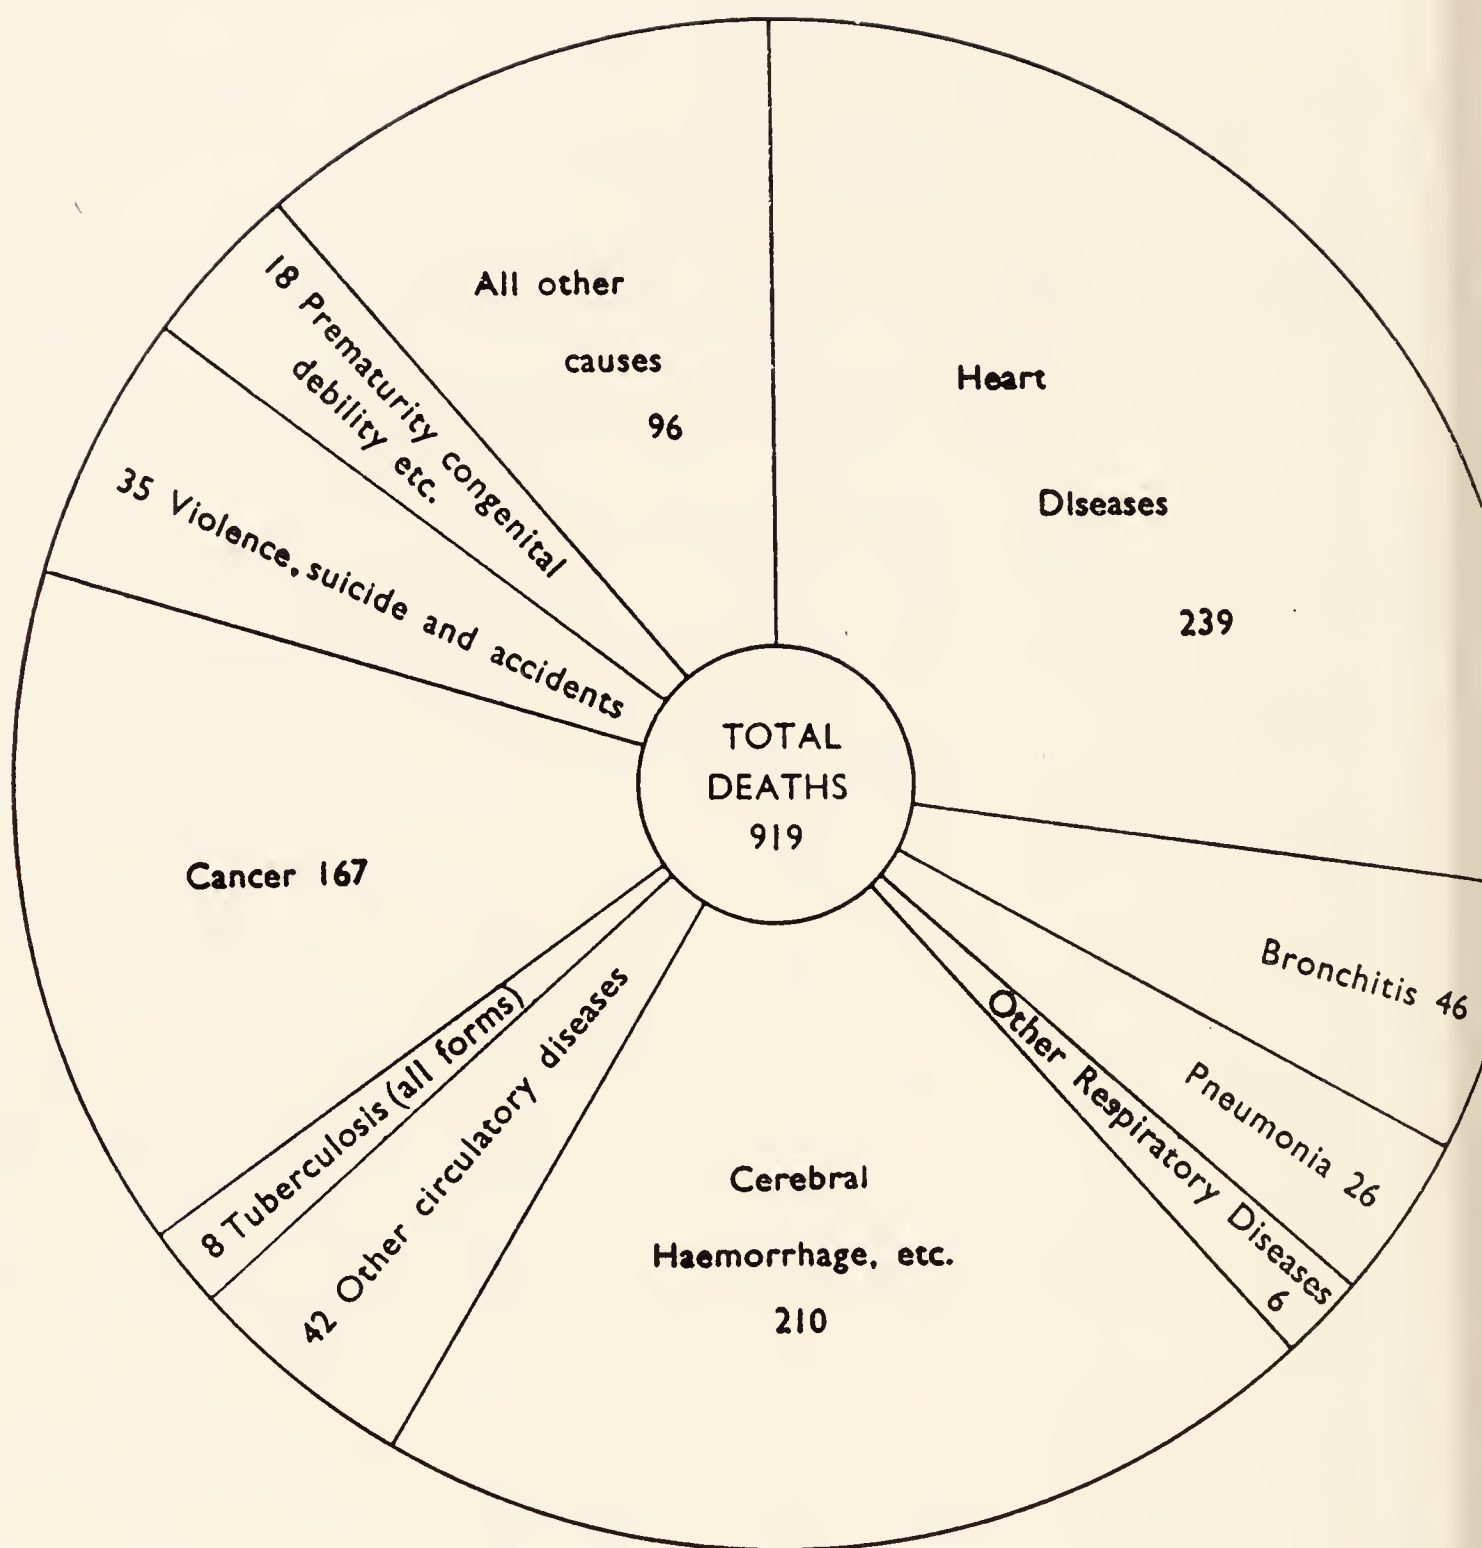 All other
causes
96
Heart
Diseases
239
18 Prematurity congenital
debility etc.
35 Violence, suicide and accidents
TOTAL
DEATHS
919
Cancer 167
Bronchitis 46
Pneumonia 26
Other Respiratory Diseases
6
Cerebral
Haemorrhage, etc.
210
42 Other circulatory diseases
8 Tuberculosis (all forms)